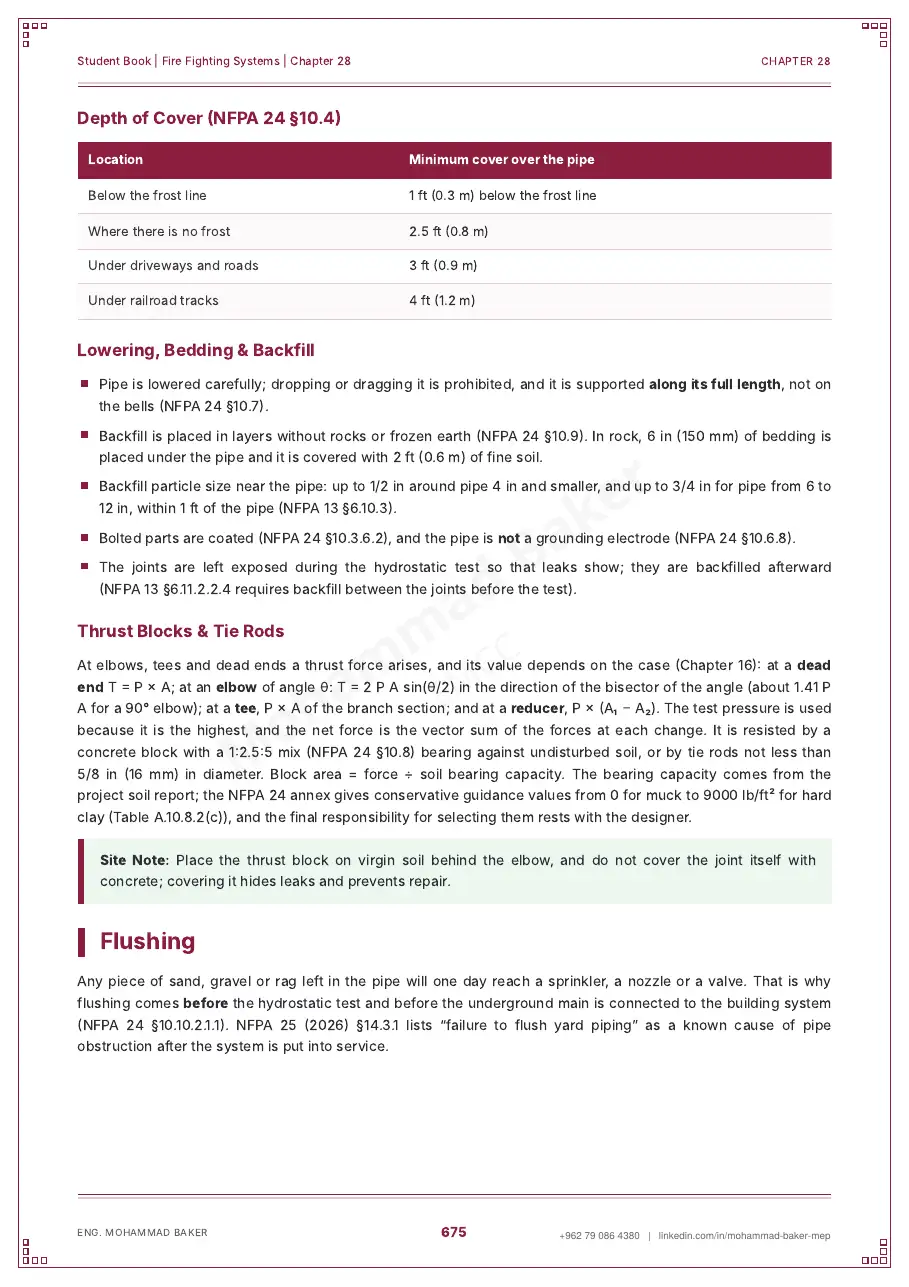 Student Book | Fire Fighting Systems | Chapter 28
CHAPTER 28
Depth of Cover (NFPA 24 §10.4)
Location Minimum cover over the pipe
Below the frost line 1 ft (0.3 m) below the frost line
Where there is no frost 2.5 ft (0.8 m)
Under driveways and roads 3 ft (0.9 m)
Under railroad tracks 4 ft (1.2 m)
Lowering, Bedding & Backfill
Pipe is lowered carefully; dropping or dragging it is prohibited, and it is supported along its full length, not on
the bells (NFPA 24 §10.7).
Backfill is placed in layers without rocks or frozen earth (NFPA 24 §10.9). In rock, 6 in (150 mm) of bedding is
placed under the pipe and it is covered with 2 ft (0.6 m) of fine soil.
Backfill particle size near the pipe: up to 1/2 in around pipe 4 in and smaller, and up to 3/4 in for pipe from 6 to
12 in, within 1 ft of the pipe (NFPA 13 §6.10.3).
Bolted parts are coated (NFPA 24 §10.3.6.2), and the pipe is not a grounding electrode (NFPA 24 §10.6.8).
The joints are left exposed during the hydrostatic test so that leaks show; they are backfilled afterward
(NFPA 13 §6.11.2.2.4 requires backfill between the joints before the test).
Thrust Blocks & Tie Rods
At elbows, tees and dead ends a thrust force arises, and its value depends on the case (Chapter 16): at a dead
end T = P × A; at an elbow of angle θ: T = 2 P A sin(θ/2) in the direction of the bisector of the angle (about 1.41 P
A for a 90° elbow); at a tee, P × A of the branch section; and at a reducer, P × (A₁ − A₂). The test pressure is used
because it is the highest, and the net force is the vector sum of the forces at each change. It is resisted by a
concrete block with a 1:2.5:5 mix (NFPA 24 §10.8) bearing against undisturbed soil, or by tie rods not less than
5/8 in (16 mm) in diameter. Block area = force ÷ soil bearing capacity. The bearing capacity comes from the
project soil report; the NFPA 24 annex gives conservative guidance values from 0 for muck to 9000 lb/ft² for hard
clay (Table A.10.8.2(c)), and the final responsibility for selecting them rests with the designer.
Site Note: Place the thrust block on virgin soil behind the elbow, and do not cover the joint itself with
concrete; covering it hides leaks and prevents repair.
Flushing
Any piece of sand, gravel or rag left in the pipe will one day reach a sprinkler, a nozzle or a valve. That is why
flushing comes before the hydrostatic test and before the underground main is connected to the building system
(NFPA 24 §10.10.2.1.1). NFPA 25 (2026) §14.3.1 lists “failure to flush yard piping” as a known cause of pipe
obstruction after the system is put into service.
ENG. MOHAMMAD BAKER
675
+962 79 086 4380 | linkedin.com/in/mohammad-baker-mep